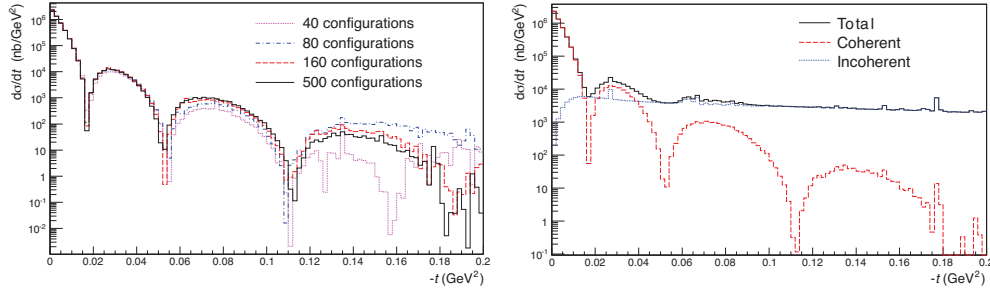 dσ/dt (nb/GeV²)
10⁶
10⁵
10⁴
10³
10²
10
1
10⁻¹
10⁻²
40 configurations
80 configurations
160 configurations
500 configurations
0 0.02 0.04 0.06 0.08 0.1 0.12 0.14 0.16 0.18 0.2
-t (GeV²)
dσ/dt (nb/GeV²)
10⁶
10⁵
10⁴
10³
10²
10
1
10⁻¹
Total
Coherent
Incoherent
0 0.02 0.04 0.06 0.08 0.1 0.12 0.14 0.16 0.18 0.2
-t (GeV²)